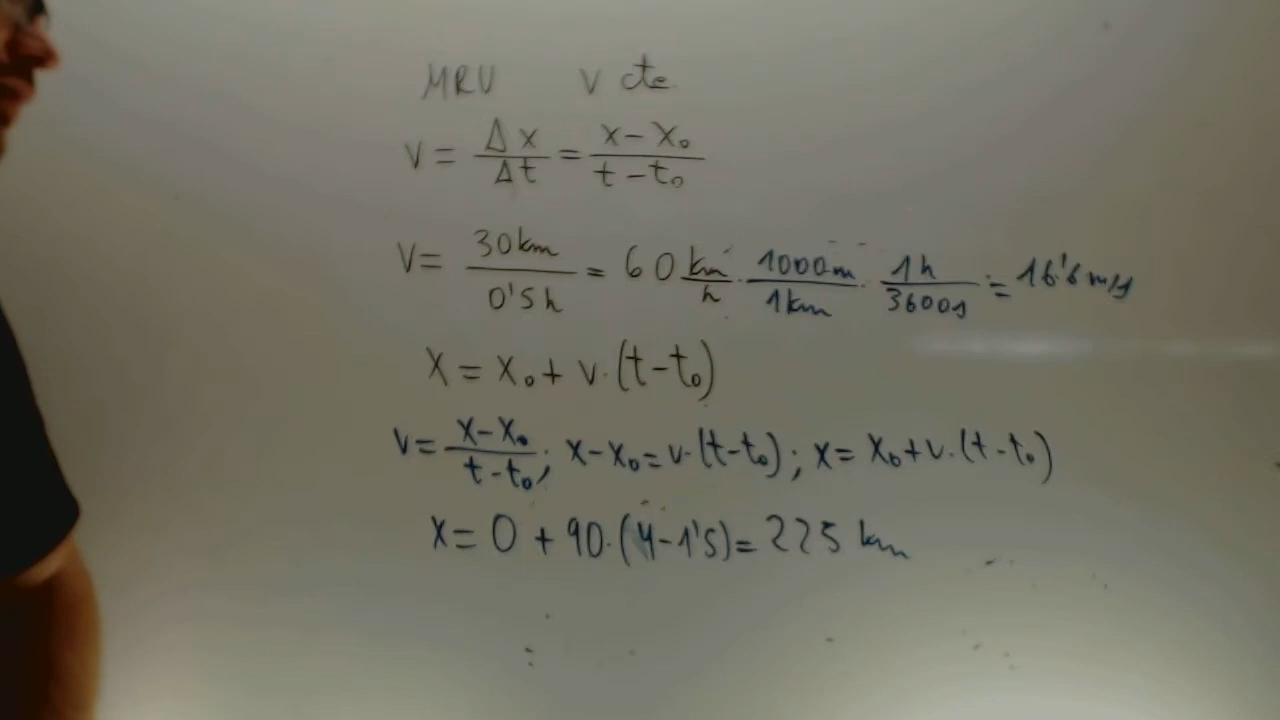 MRU v cte
v = Δx/Δt = x - x₀/t - t₀
v = 30 km/0'5 h = 60 km/h · 1000 m/1 km · 1 h/3600 s = 16'6 m/s
x = x₀ + v · (t - t₀)
v = x - x₀/t - t₀; x - x₀ = v · (t - t₀); x = x₀ + v · (t - t₀)
x = 0 + 90 · (4 - 1'5) = 225 km